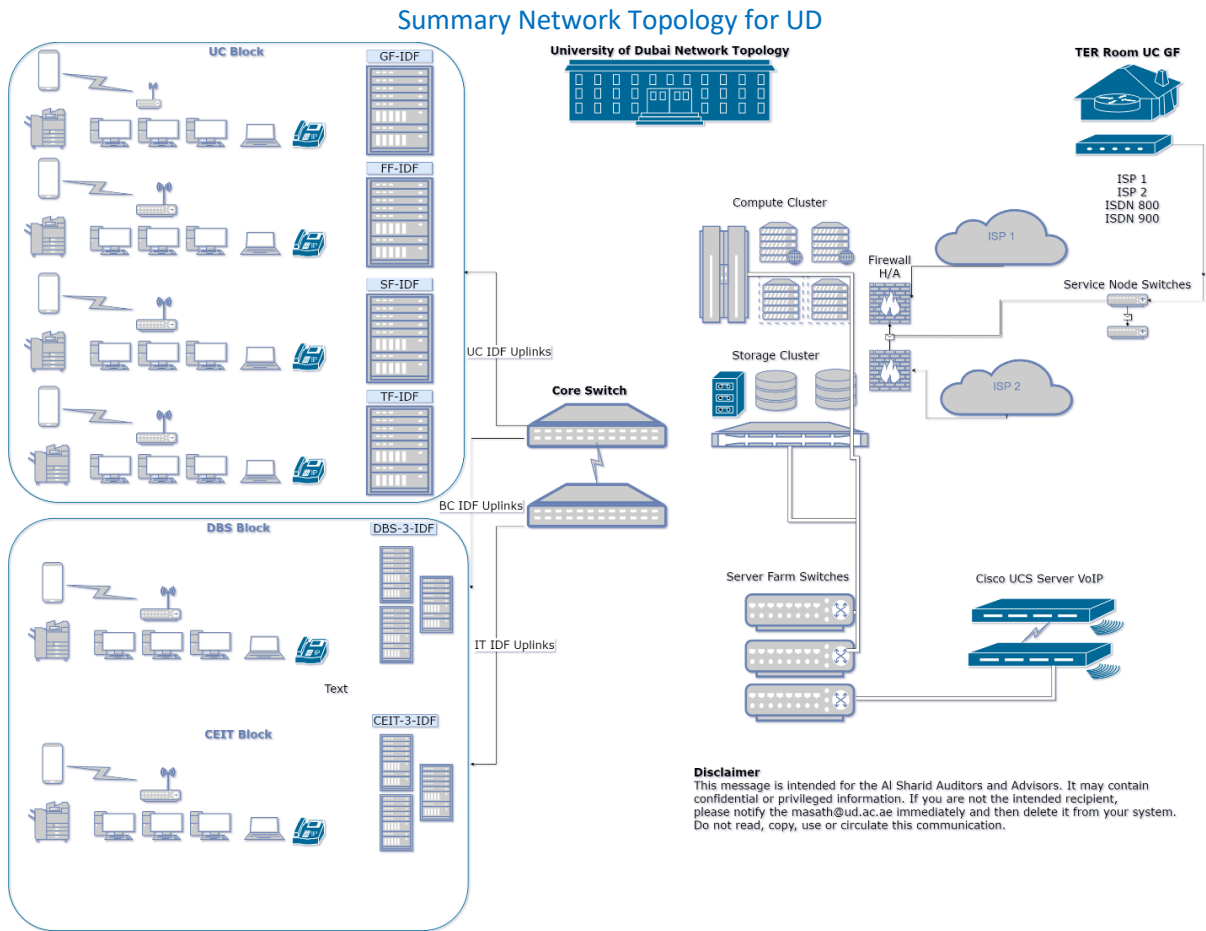 Summary Network Topology for UD
UC Block
GF-IDF
FF-IDF
SF-IDF
TF-IDF
University of Dubai Network Topology
TER Room UC GF
ISP 1
ISP 2
ISDN 800
ISDN 900
Compute Cluster
ISP 1
Firewall
H/A
Service Node Switches
UC IDF Uplinks
Storage Cluster
ISP 2
Core Switch
BC IDF Uplinks
DBS Block
DBS-3-IDF
IT IDF Uplinks
Text
CEIT Block
CEIT-3-IDF
Server Farm Switches
Cisco UCS Server VoIP
Disclaimer
This message is intended for the Al Sharid Auditors and Advisors. It may contain
confidential or privileged information. If you are not the intended recipient,
please notify the masath@ud.ac.ae immediately and then delete it from your system.
Do not read, copy, use or circulate this communication.